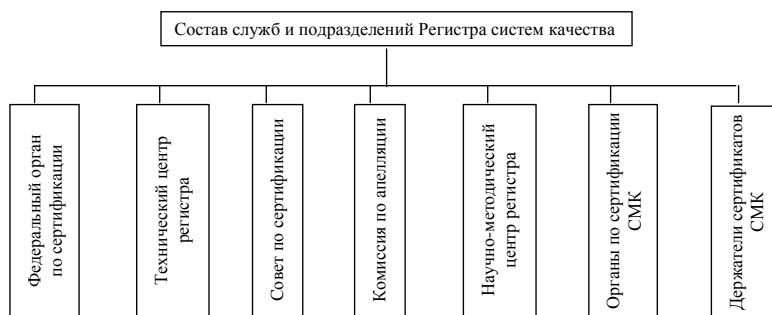 Состав служб и подразделений Регистра систем качества
Федеральный орган
по сертификации
Технический центр
регистра
Совет по сертификации
Комиссия по апелляции
Научно-методический
центр регистра
Органы по сертификации
СМК
Держатели сертификатов
СМК